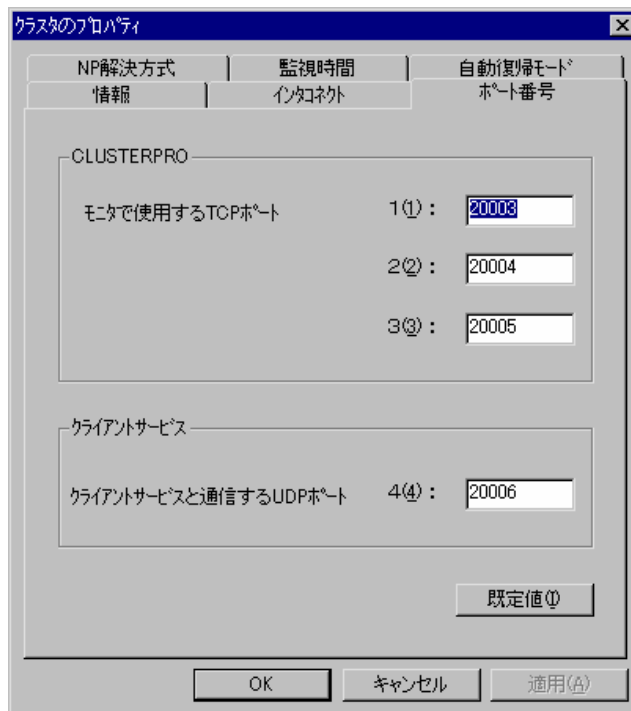 クラスタのプロパティ
NP解決方式 監視時間 自動復帰モード
情報 インタコネクト ポート番号
CLUSTERPRO
モニタで使用するTCPポート 1(1)： 20003
2(2)： 20004
3(3)： 20005
クライアントサービス
クライアントサービスと通信するUDPポート 4(4)： 20006
既定値(I)
OK キャンセル 適用(A)